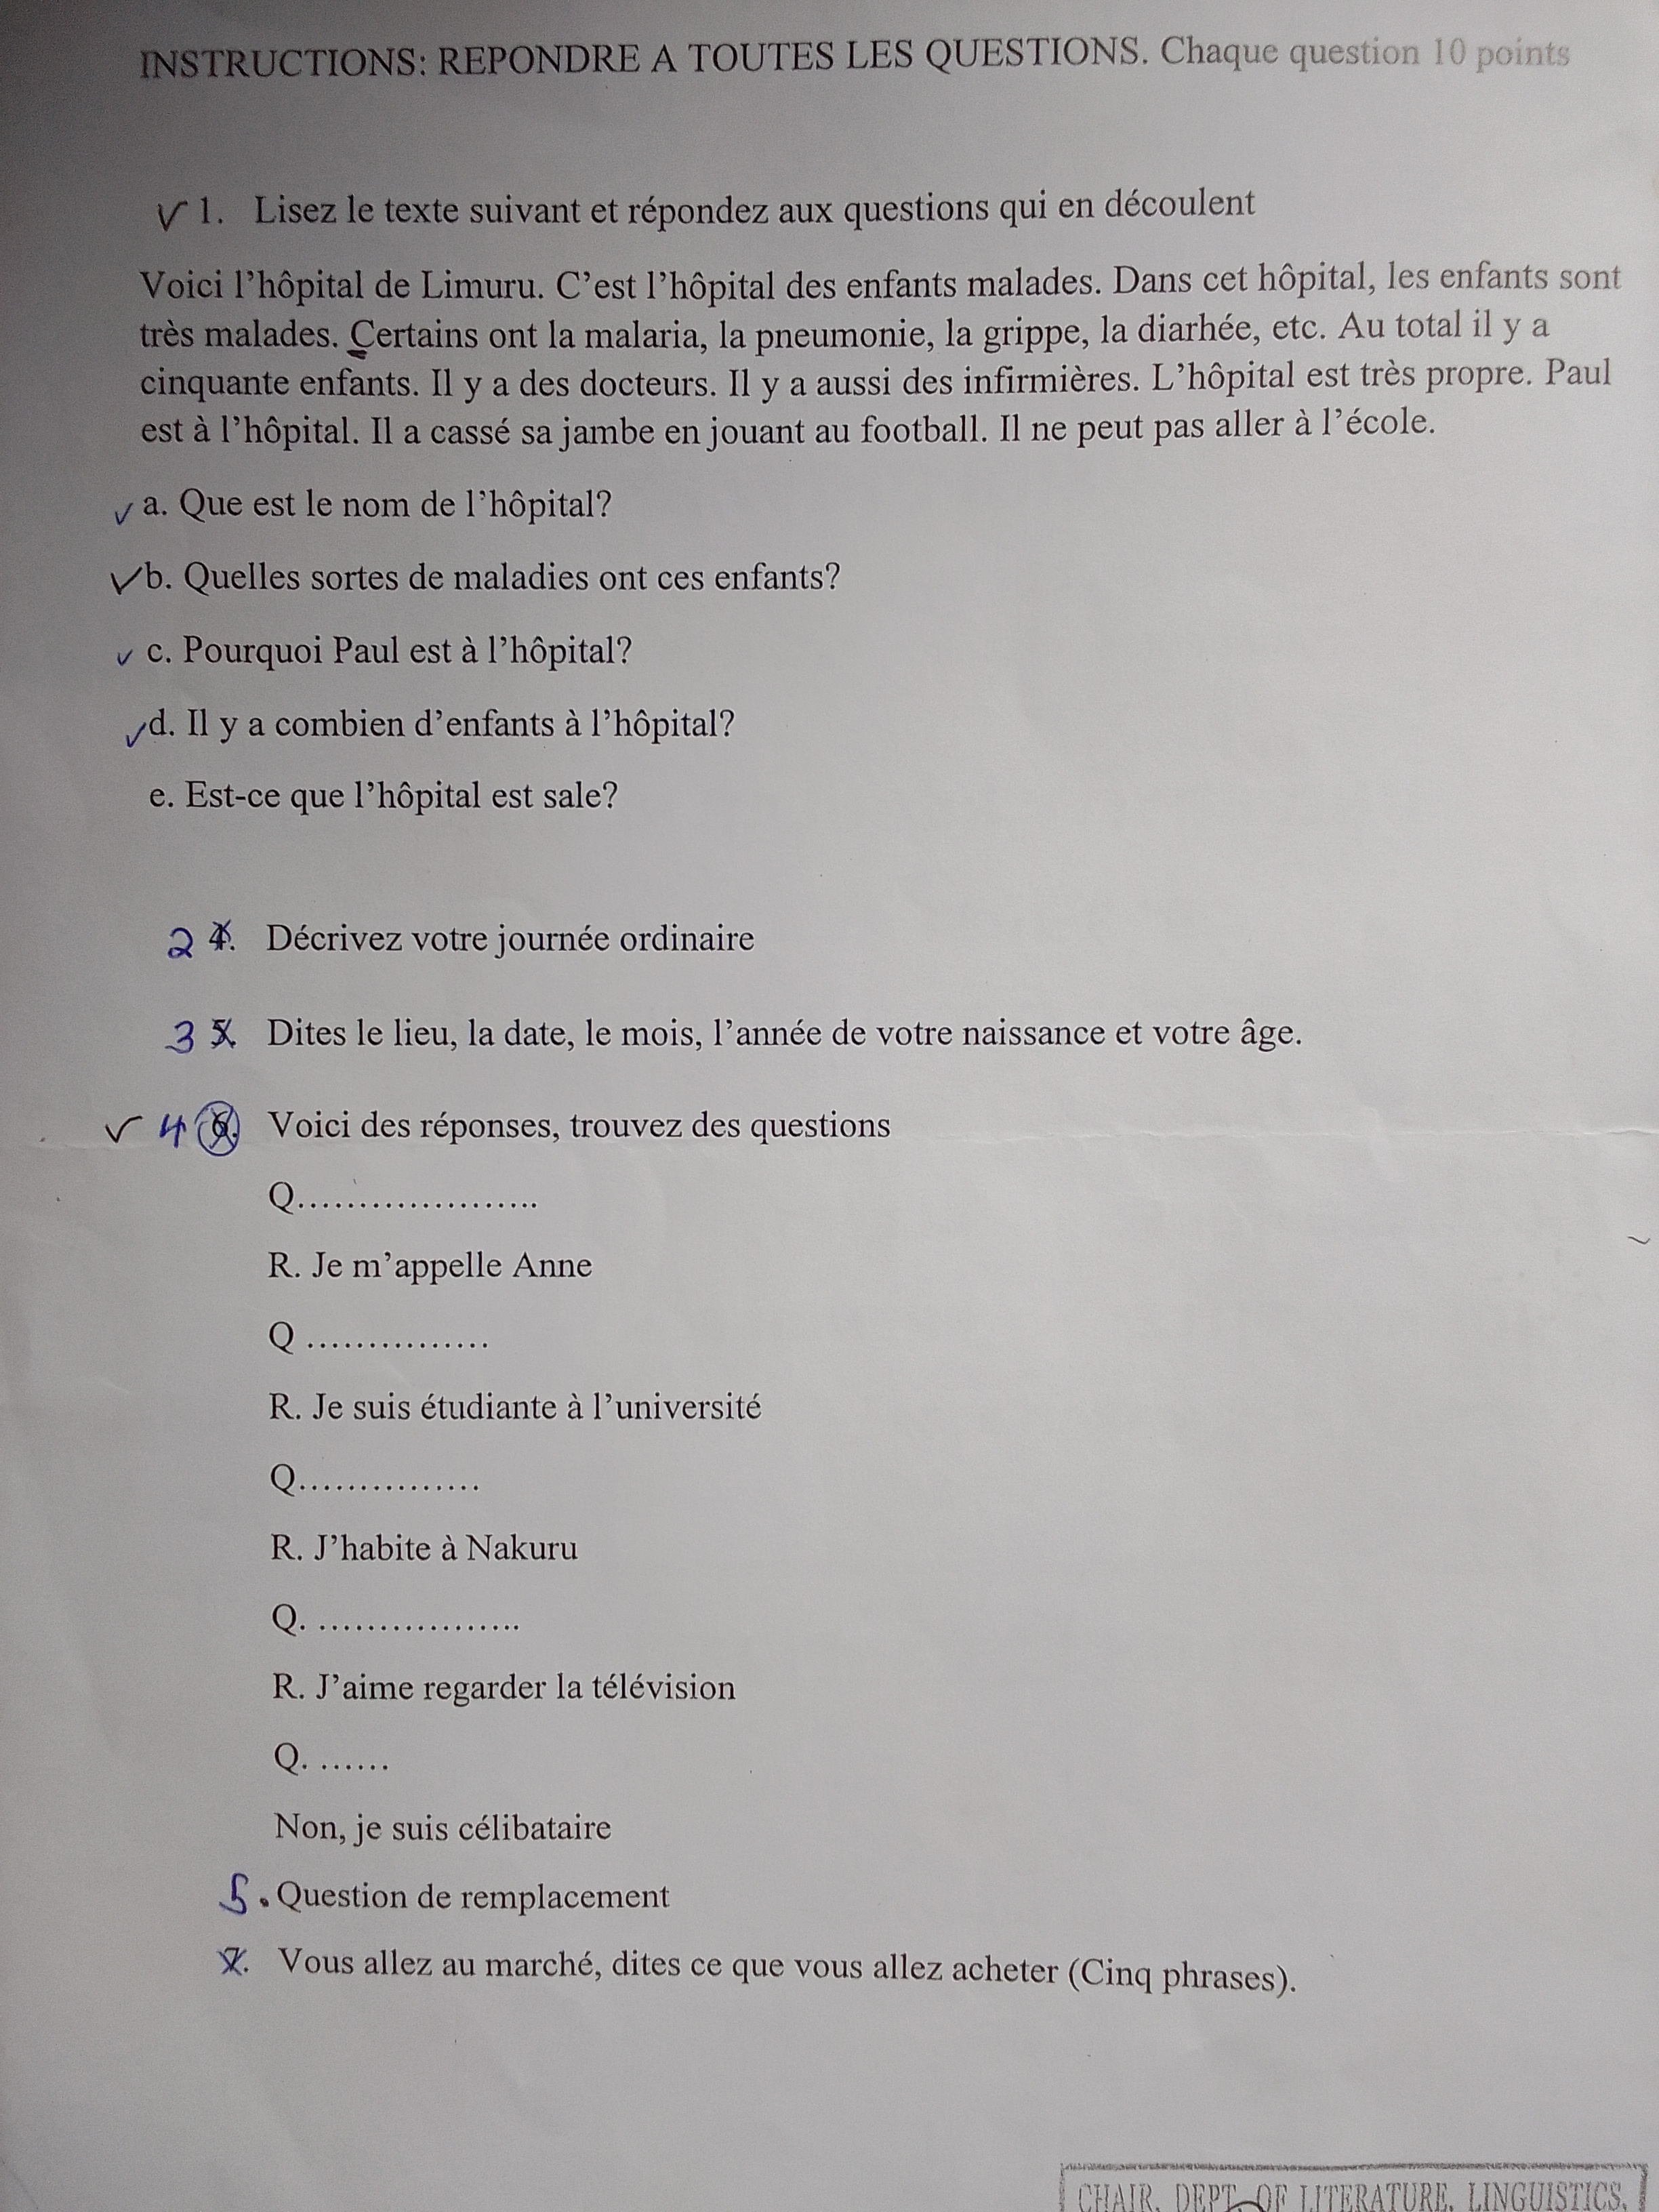 INSTRUCTIONS: REPONDRE A TOUTES LES QUESTIONS. Chaque question 10 points
✓ 1. Lisez le texte suivant et répondez aux questions qui en découlent
Voici l'hôpital de Limuru. C'est l'hôpital des enfants malades. Dans cet hôpital, les enfants sont
très malades. Certains ont la malaria, la pneumonie, la grippe, la diarhée, etc. Au total il y a
cinquante enfants. Il y a des docteurs. Il y a aussi des infirmières. L'hôpital est très propre. Paul
est à l'hôpital. Il a cassé sa jambe en jouant au football. Il ne peut pas aller à l'école.
✓ a. Que est le nom de l'hôpital?
✓ b. Quelles sortes de maladies ont ces enfants?
✓ c. Pourquoi Paul est à l'hôpital?
✓ d. Il y a combien d'enfants à l'hôpital?
e. Est-ce que l'hôpital est sale?
2 4. Décrivez votre journée ordinaire
3 5. Dites le lieu, la date, le mois, l'année de votre naissance et votre âge.
✓ 4 6. Voici des réponses, trouvez des questions
Q....................
R. Je m'appelle Anne
Q ...............
R. Je suis étudiante à l'université
Q...............
R. J'habite à Nakuru
Q. .................
R. J'aime regarder la télévision
Q. ......
Non, je suis célibataire
5. Question de remplacement
7. Vous allez au marché, dites ce que vous allez acheter (Cinq phrases).
CHAIR, DEPT. OF LITERATURE, LINGUISTICS,